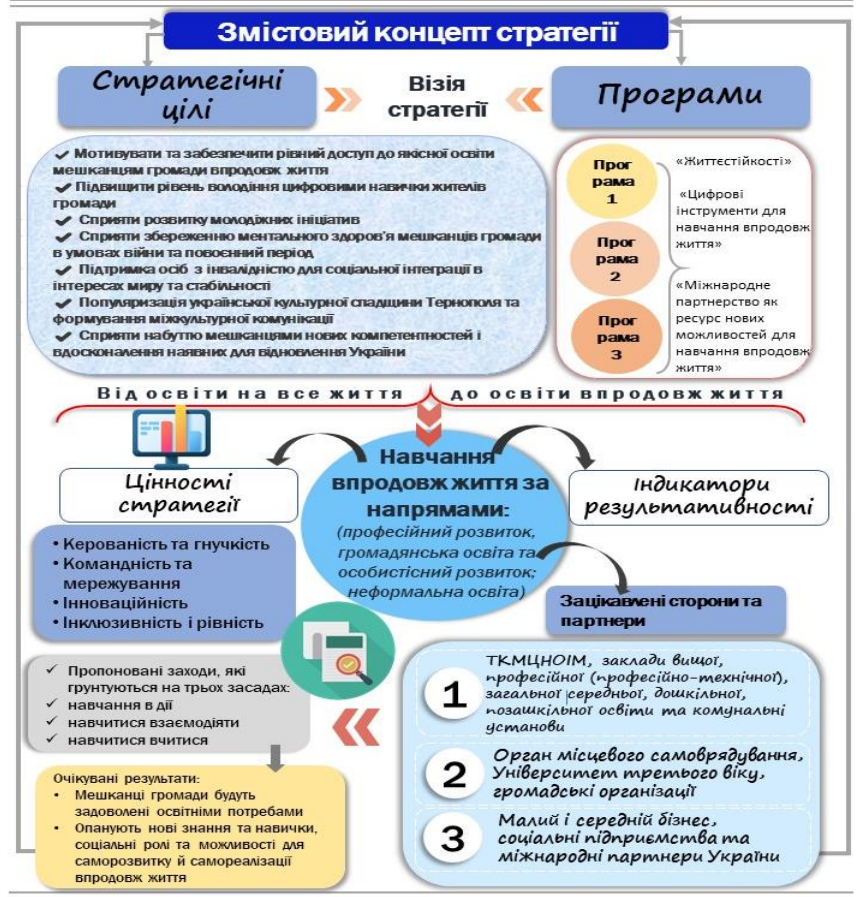 Змістовий концепт стратегії
Стратегічні
цілі
Візія
стратегії
Програми
✔ Мотивувати та забезпечити рівний доступ до якісної освіти
мешканцям громади впродовж життя
✔ Підвищити рівень володіння цифровими навички жителів
громади
✔ Сприяти розвитку молодіжних ініціатив
✔ Сприяти збереженню ментального здоров'я мешканців громади
в умовах війни та повоєнний період
✔ Підтримка осіб з інвалідністю для соціальної інтеграції в
інтересах миру та стабільності
✔ Популяризація української культурної спадщини Тернополя та
формування міжкультурної комунікації
✔ Сприяти набуттю мешканцями нових компетентностей і
вдосконалення наявних для відновлення України
Прог
рама
1
Прог
рама
2
Прог
рама
3
«Життєстійкості»
«Цифрові
інструменти для
навчання впродовж
життя»
«Міжнародне
партнерство як
ресурс нових
можливостей для
навчання впродовж
життя»
Від освіти на все життя до освіти впродовж життя
Цінності
стратегії
Навчання
впродовж життя за
напрямами:
(професійний розвиток,
громадянська освіта та
особистісний розвиток;
неформальна освіта)
Індикатори
результативності
• Керованість та гнучкість
• Командність та
мережування
• Інноваційність
• Інклюзивність і рівність
Зацікавлені сторони та
партнери
✓ Пропоновані заходи, які
грунтуються на трьох засадах:
✓ навчання в дії
✓ навчитися взаємодіяти
✓ навчитися вчитися
Очікувані результати:
• Мешканці громади будуть
задоволені освітніми потребами
• Опанують нові знання та навички,
соціальні ролі та можливості для
саморозвитку й самореалізації
впродовж життя
1
ТКМЦНОІМ, заклади вищої,
професійної (професійно-технічної),
загальної середньої, дошкільної,
позашкільної освіти та комунальні
установи
2
Орган місцевого самоврядування,
Університет третього віку,
громадські організації
3
Малий і середній бізнес,
соціальні підприємства та
міжнародні партнери України